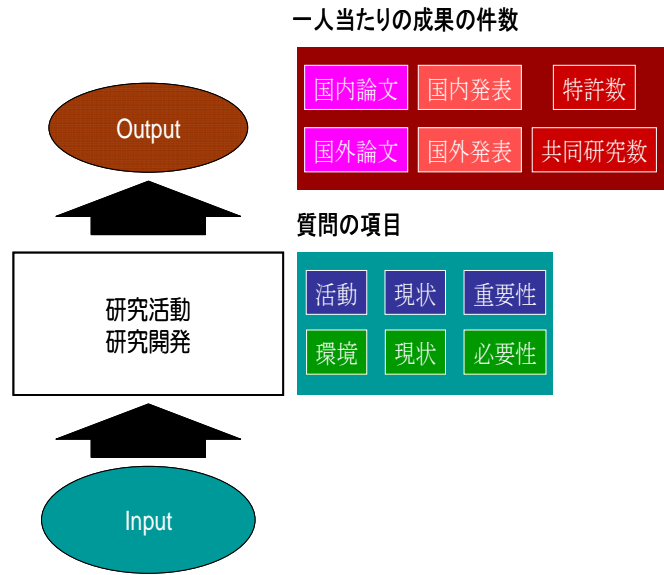 一人当たりの成果の件数
Output
国内論文 国内発表 特許数
国外論文 国外発表 共同研究数
質問の項目
研究活動
研究開発
活動 現状 重要性
環境 現状 必要性
Input